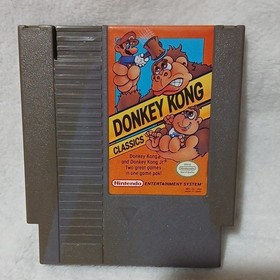 DONKEY KONG
CLASSICS
Donkey Kong
and Donkey Kong Jr.
Two great games
in one game pak!
Nintendo ENTERTAINMENT SYSTEM